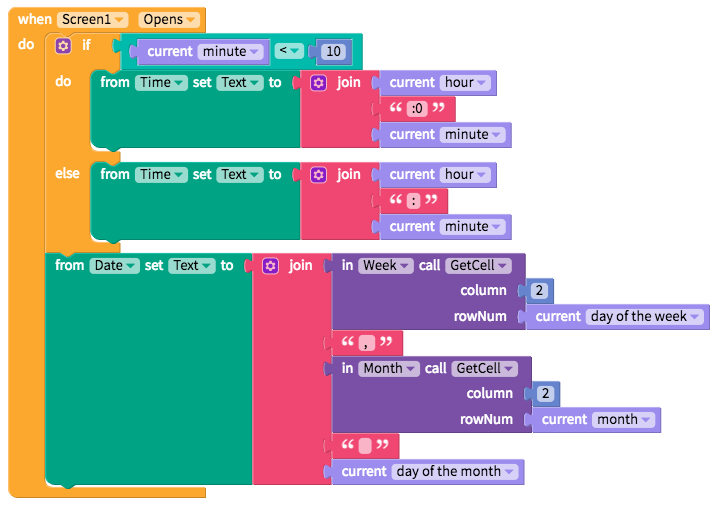 when Screen1 Opens
do if current minute < 10
do from Time set Text to join current hour
“ :0 ”
current minute
else from Time set Text to join current hour
“ : ”
current minute
from Date set Text to join in Week call GetCell
column 2
rowNum current day of the week
“ , ”
in Month call GetCell
column 2
rowNum current month
“ ”
current day of the month